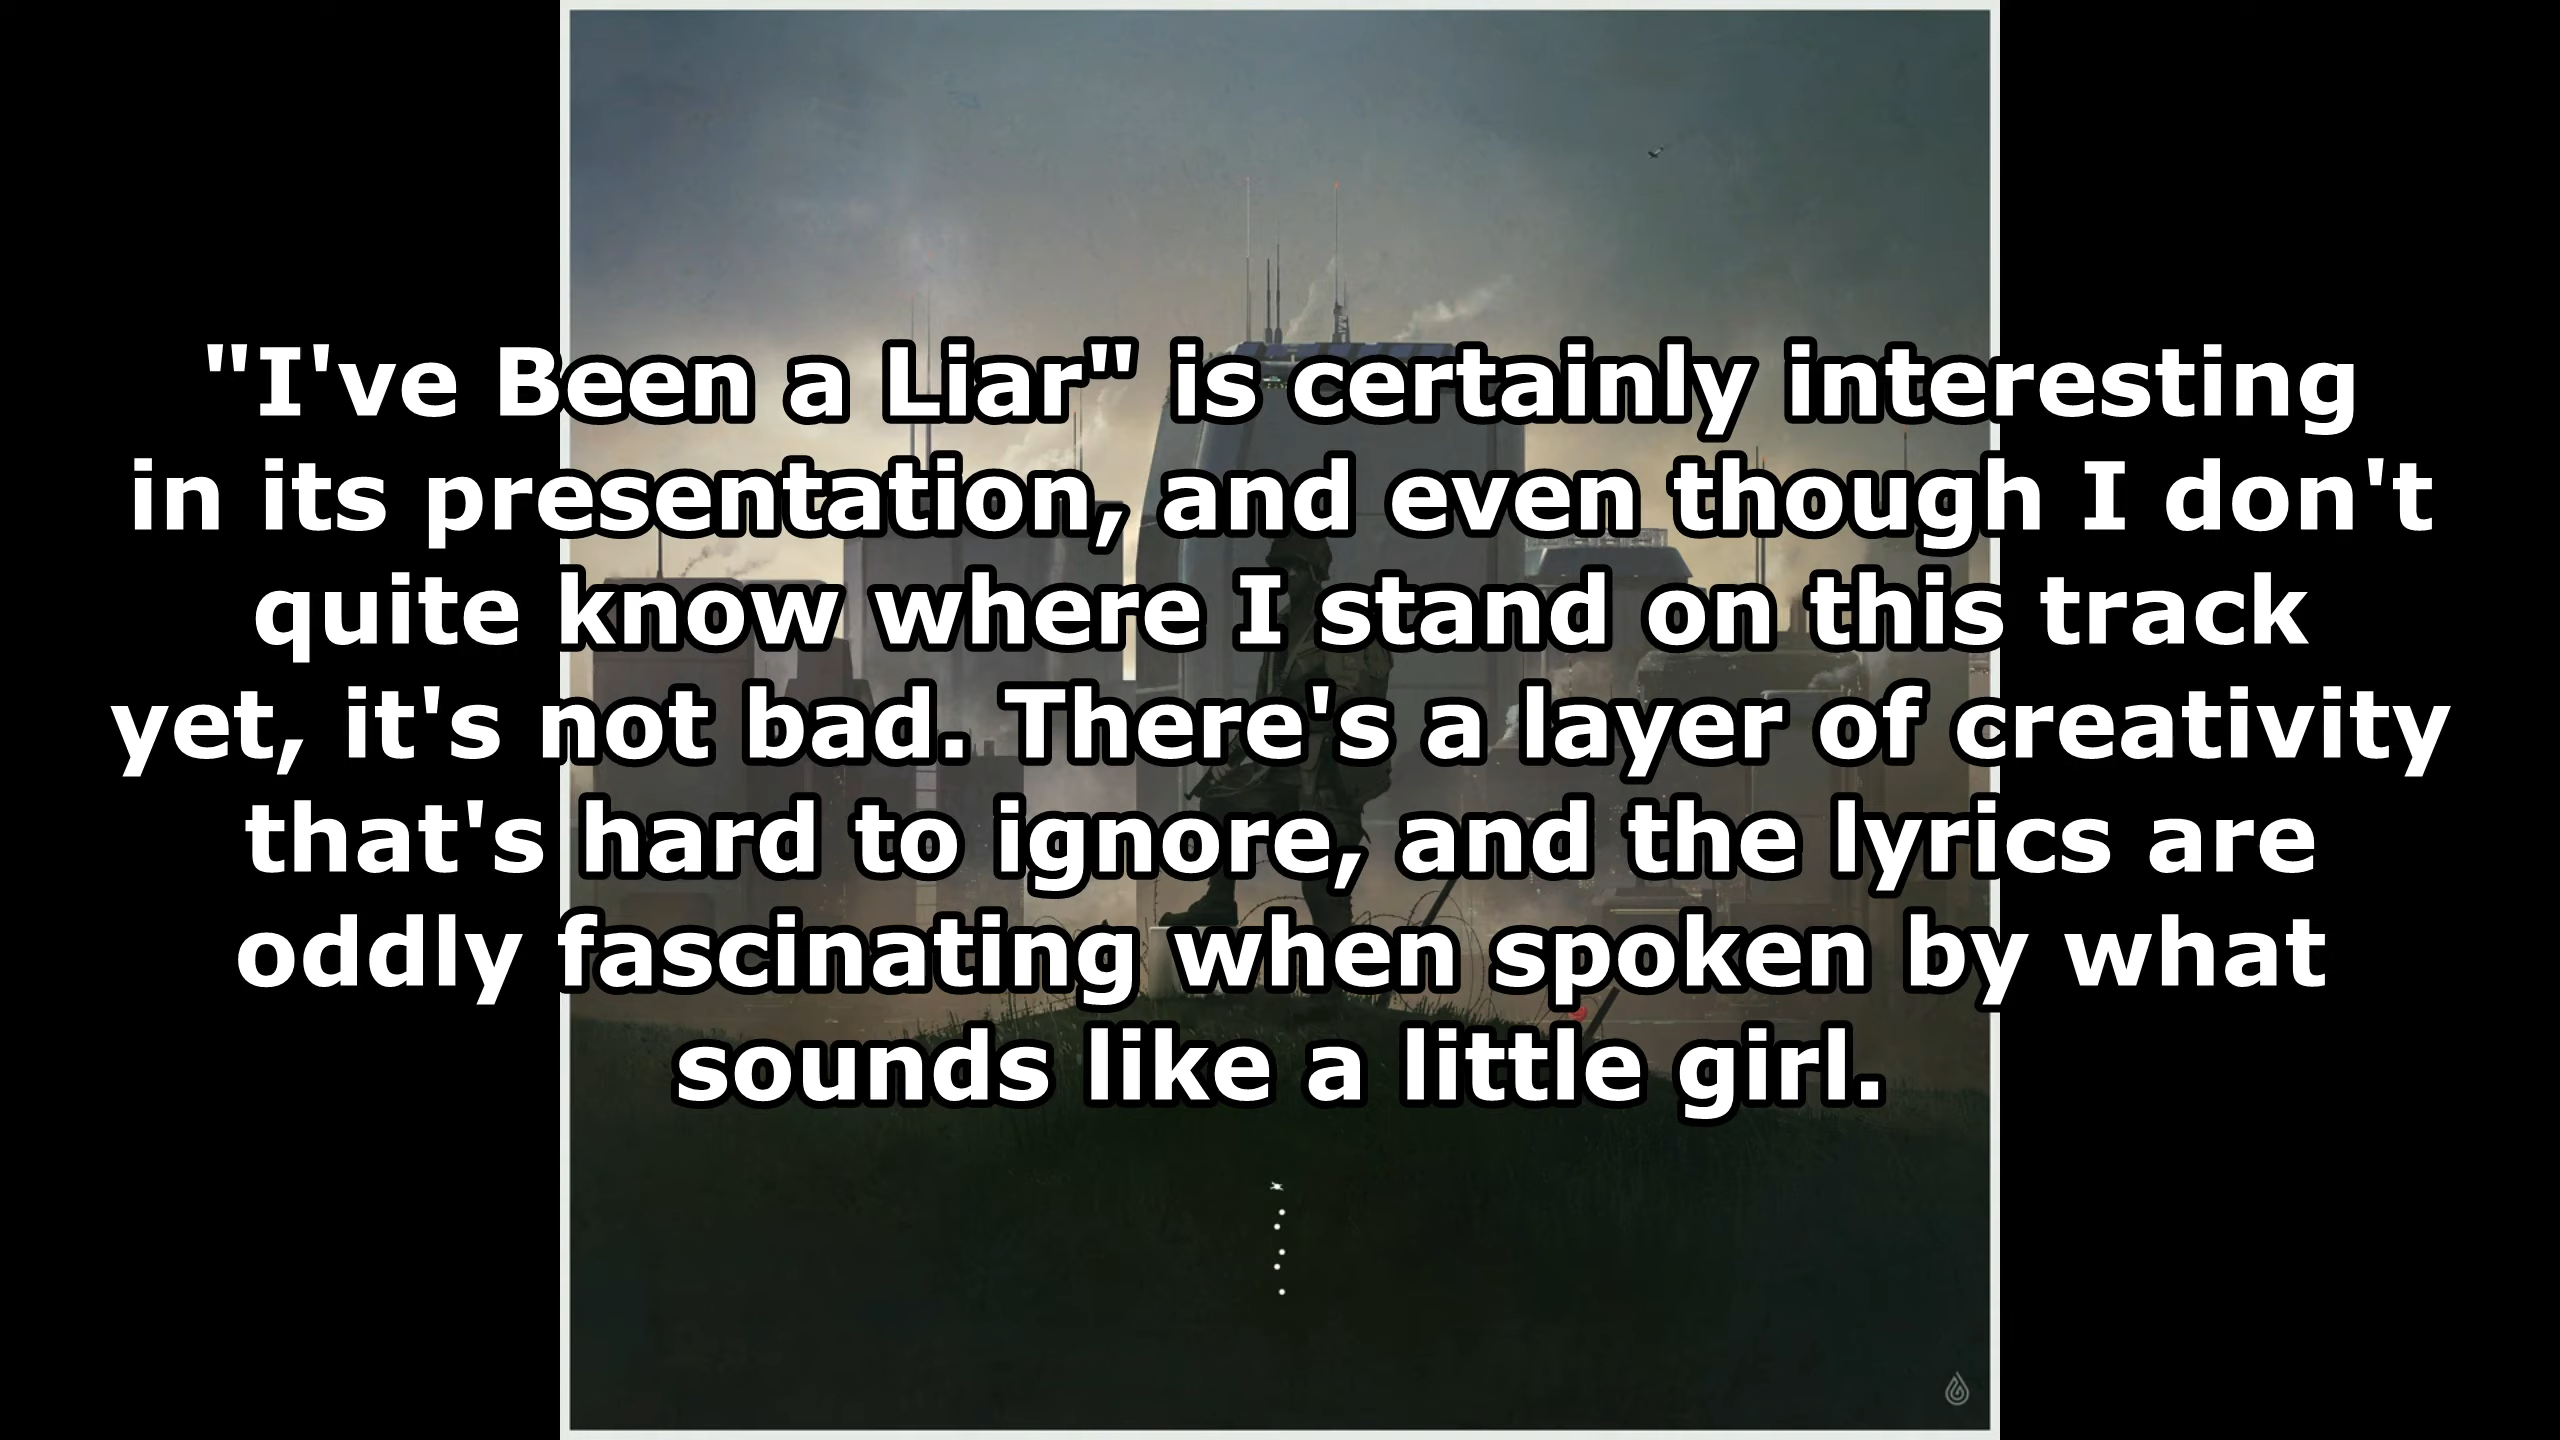 "I've Been a Liar" is certainly interesting
in its presentation, and even though I don't
quite know where I stand on this track
yet, it's not bad. There's a layer of creativity
that's hard to ignore, and the lyrics are
oddly fascinating when spoken by what
sounds like a little girl.